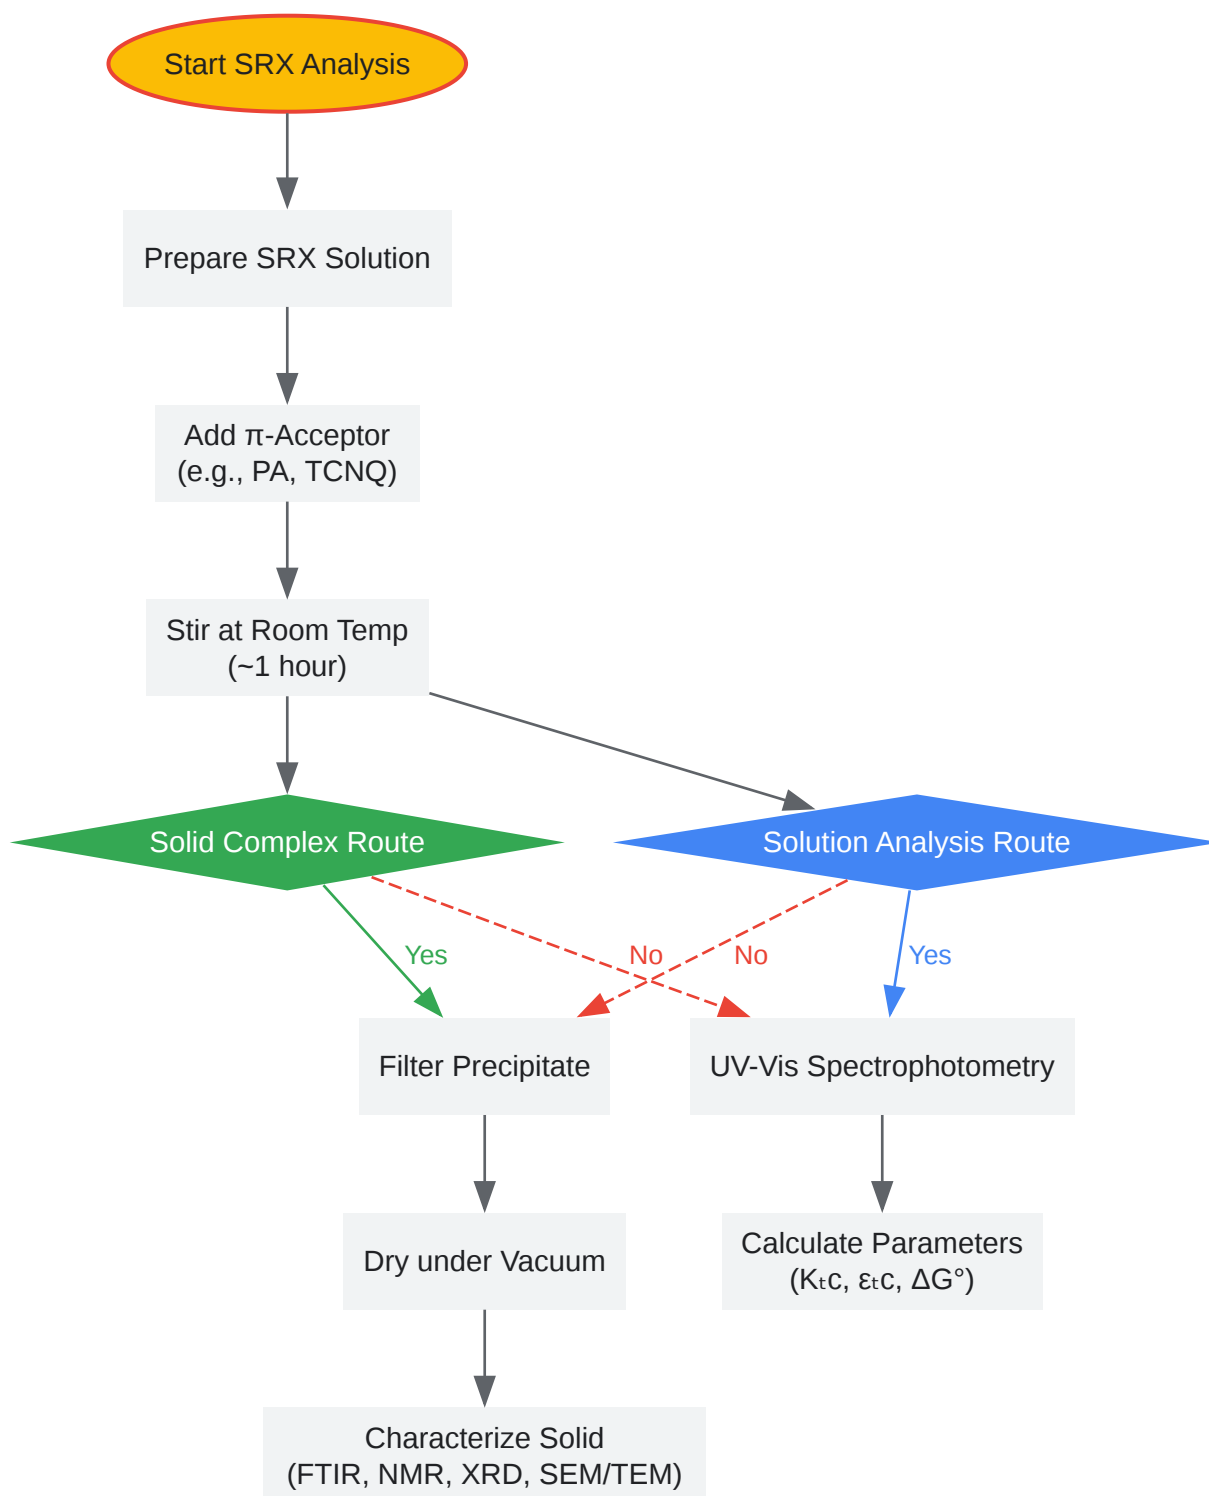 Start SRX Analysis
Prepare SRX Solution
Add π-Acceptor
(e.g., PA, TCNQ)
Stir at Room Temp
(~1 hour)
Solid Complex Route
Solution Analysis Route
Yes
No
No
Yes
Filter Precipitate
UV-Vis Spectrophotometry
Dry under Vacuum
Calculate Parameters
(Kₜc, εₜc, ΔG°)
Characterize Solid
(FTIR, NMR, XRD, SEM/TEM)